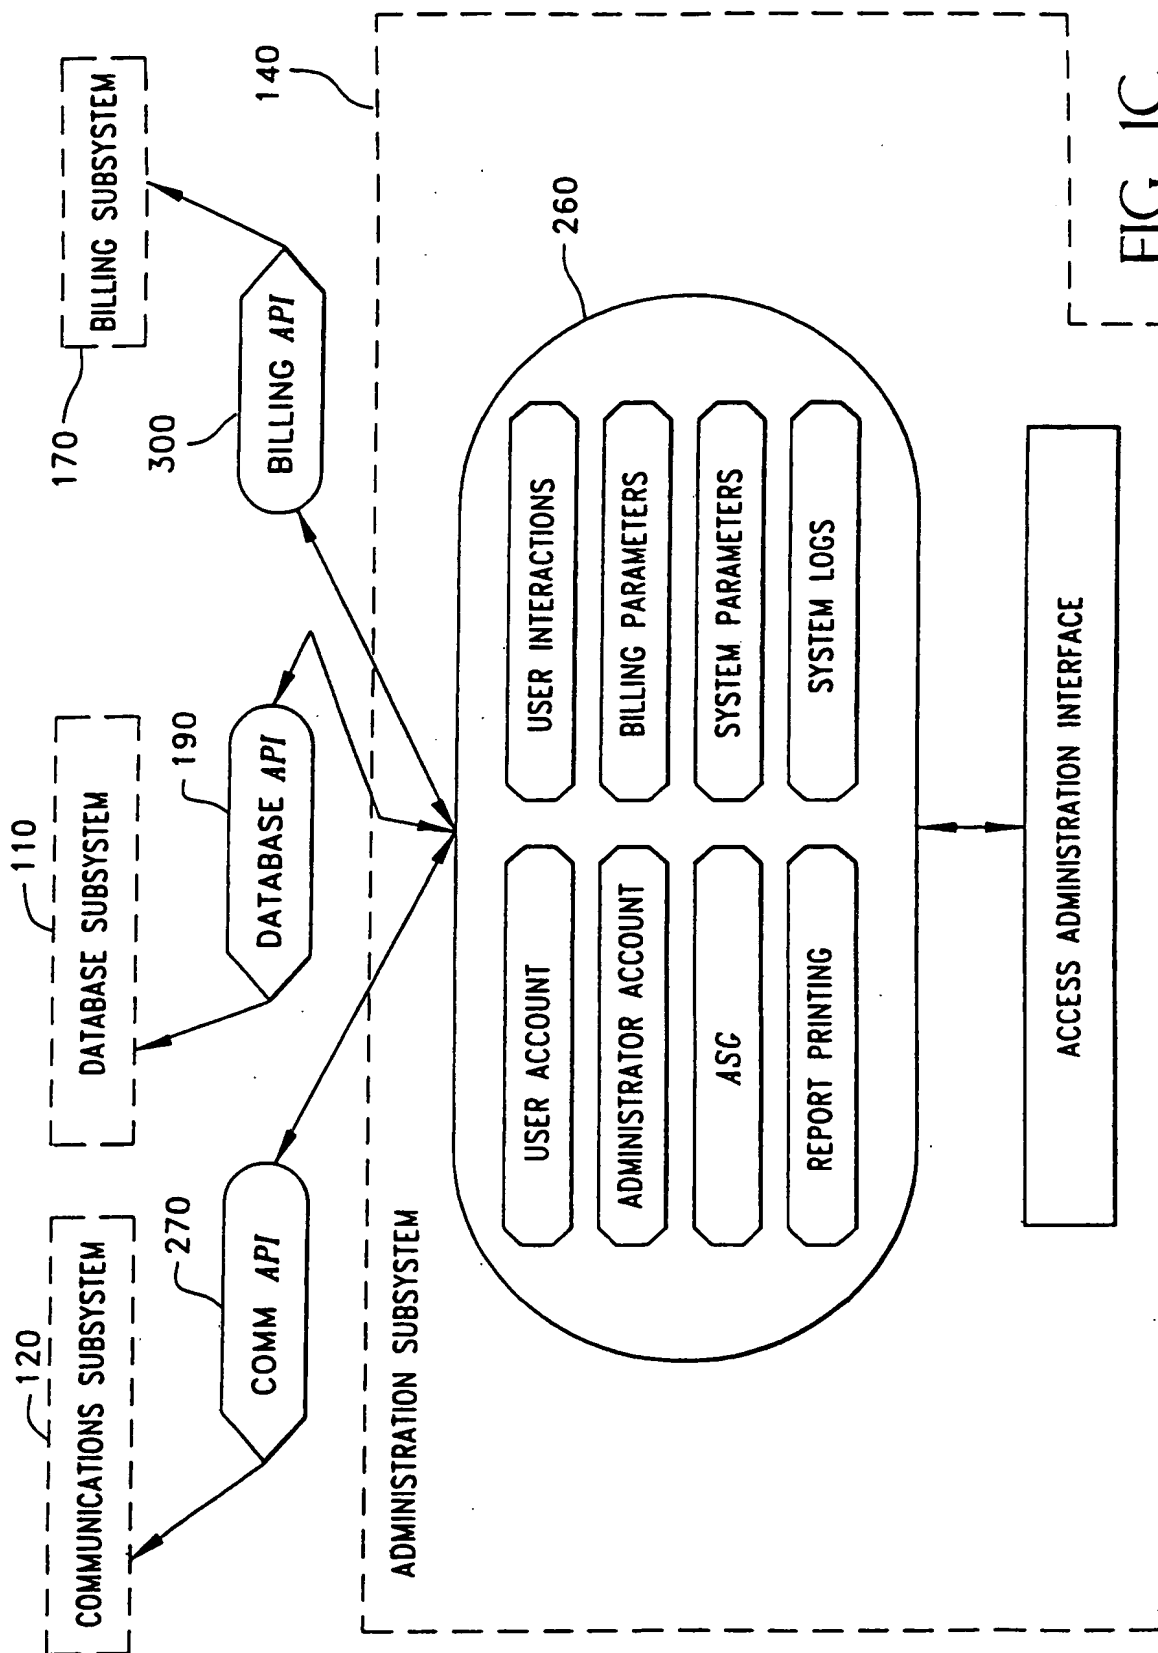 120
COMMUNICATIONS SUBSYSTEM
110
DATABASE SUBSYSTEM
170
BILLING SUBSYSTEM
270
COMM API
190
DATABASE API
300
BILLING API
140
ADMINISTRATION SUBSYSTEM
260
USER ACCOUNT
USER INTERACTIONS
ADMINISTRATOR ACCOUNT
BILLING PARAMETERS
ASG
SYSTEM PARAMETERS
REPORT PRINTING
SYSTEM LOGS
ACCESS ADMINISTRATION INTERFACE
FIG. 1C